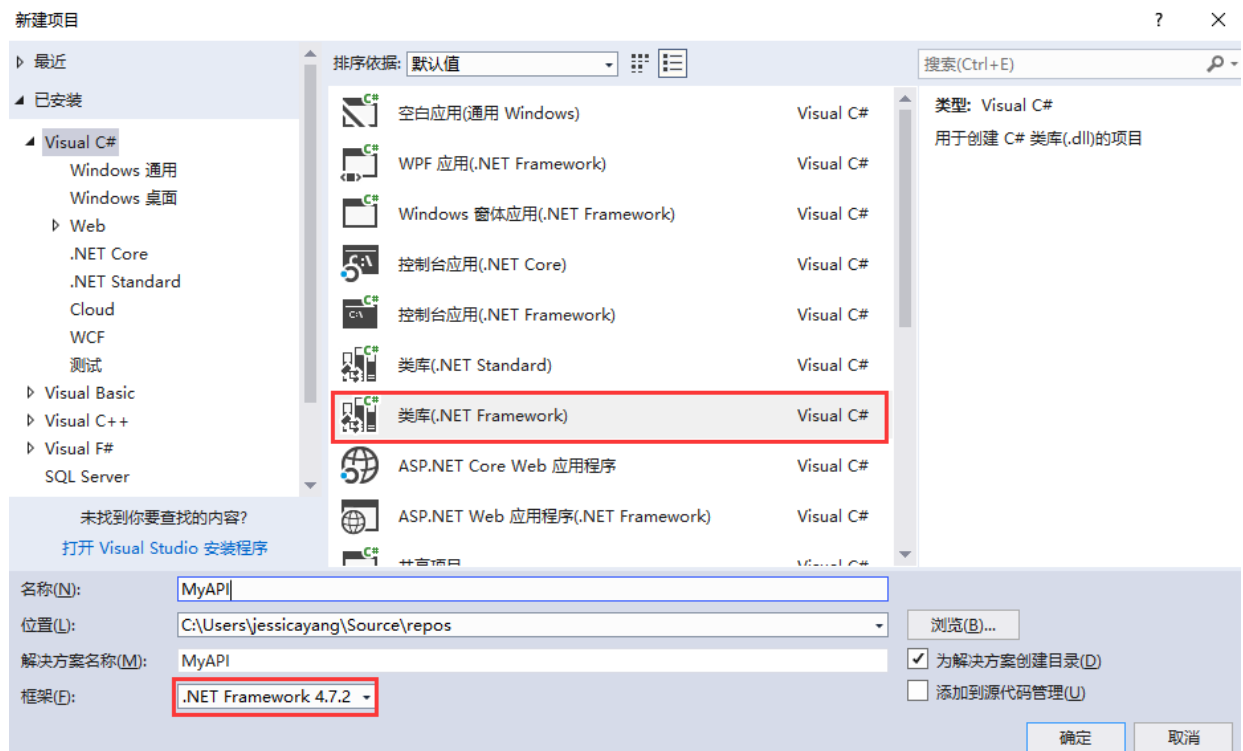 新建项目
?
最近
已安装
Visual C#
Windows 通用
Windows 桌面
Web
.NET Core
.NET Standard
Cloud
WCF
测试
Visual Basic
Visual C++
Visual F#
SQL Server
未找到你要查找的内容?
打开 Visual Studio 安装程序
排序依据: 默认值
空白应用(通用 Windows) Visual C#
WPF 应用(.NET Framework) Visual C#
Windows 窗体应用(.NET Framework) Visual C#
控制台应用(.NET Core) Visual C#
控制台应用(.NET Framework) Visual C#
类库(.NET Standard) Visual C#
类库(.NET Framework) Visual C#
ASP.NET Core Web 应用程序 Visual C#
ASP.NET Web 应用程序(.NET Framework) Visual C#
共享项目 Visual C#
搜索(Ctrl+E)
类型: Visual C#
用于创建 C# 类库(.dll)的项目
名称(N): MyAPI
位置(L): C:\Users\jessicayang\Source\repos 浏览(B)...
解决方案名称(M): MyAPI 为解决方案创建目录(D)
框架(F): .NET Framework 4.7.2 添加到源代码管理(U)
确定 取消